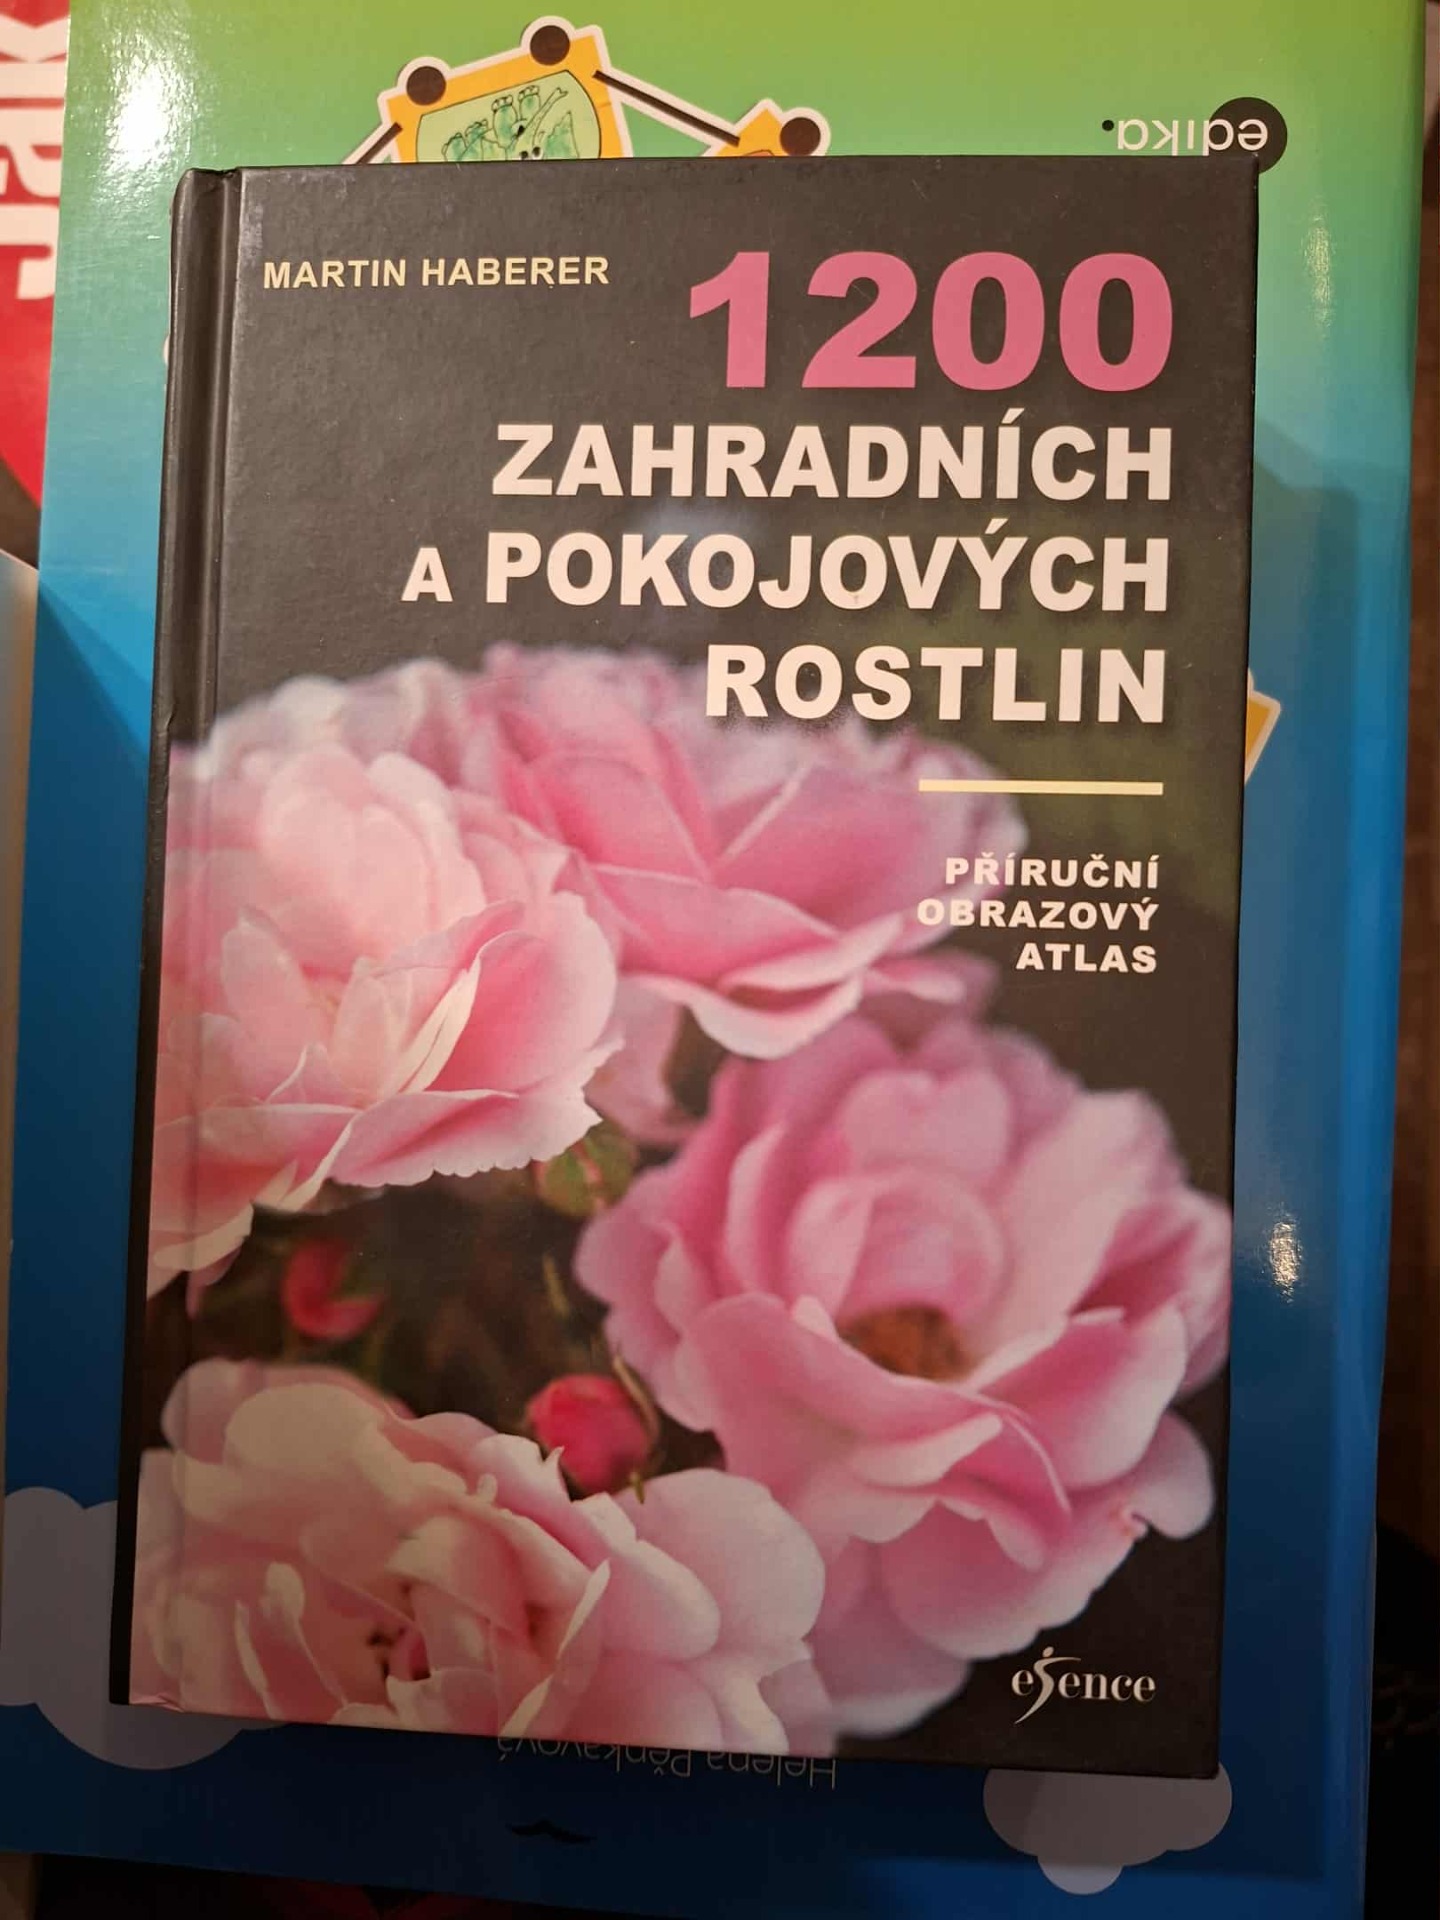 edika.
MARTIN HABERER
1200
ZAHRADNÍCH
A POKOJOVÝCH
ROSTLIN
PŘÍRUČNÍ
OBRAZOVÝ
ATLAS
esence
Helena Pěnkavová